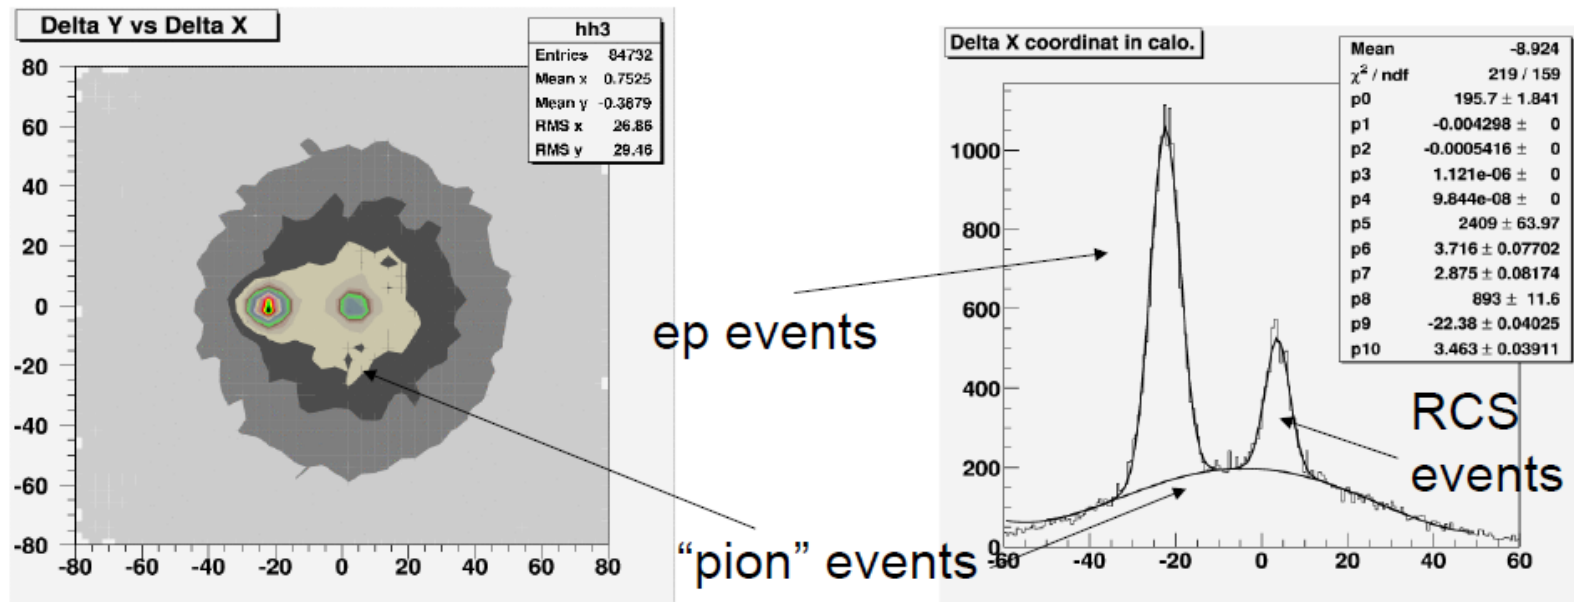 Delta Y vs Delta X
hh3
Entries 84732
Mean x 0.7525
Mean y -0.3879
RMS x 26.86
RMS y 29.46
80
60
40
20
0
-20
-40
-60
-80
-80 -60 -40 -20 0 20 40 60 80
ep events
"pion" events
Delta X coordinat in calo.
Mean -8.924
χ² / ndf 219 / 159
p0 195.7 ± 1.841
p1 -0.004298 ± 0
p2 -0.0005416 ± 0
p3 1.121e-06 ± 0
p4 9.844e-08 ± 0
p5 2409 ± 63.97
p6 3.716 ± 0.07702
p7 2.875 ± 0.08174
p8 893 ± 11.6
p9 -22.38 ± 0.04025
p10 3.463 ± 0.03911
1000
800
600
400
200
0
-60 -40 -20 0 20 40 60
RCS
events